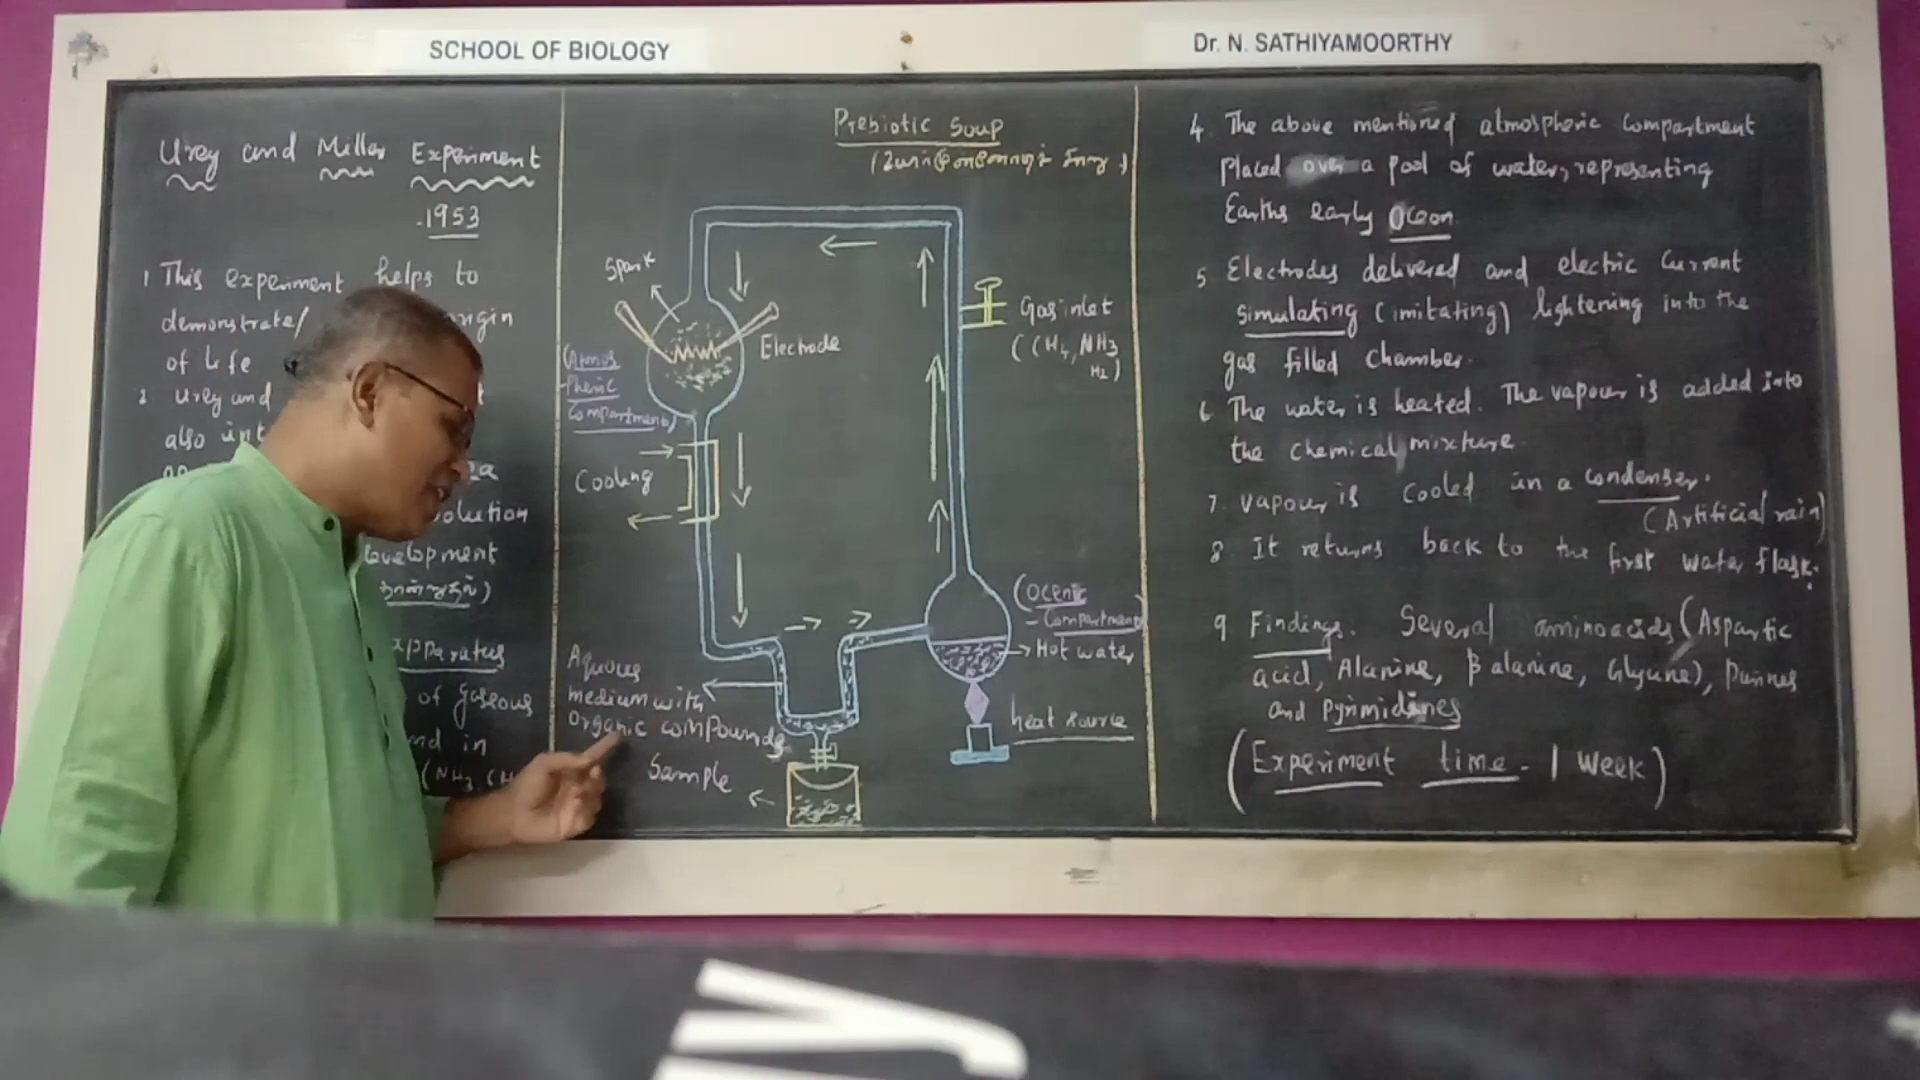 SCHOOL OF BIOLOGY
Dr. N. SATHIYAMOORTHY
Urey and Miller Experiment
-1953
1 This experiment helps to
demonstrate/
of Life
2. Urey and
also
olution
evelopment
apparatus
of gaseous
in
(NH3,
Prebiotic Soup
Spark
Electrode
(Atmos
Pheric
Compartment)
Cooling
Gas inlet
(CH4, NH3
H2)
(Ocenic
- Compartment)
Hot water
heat source
Aqueous
medium with
Organic compounds
Sample
4. The above mentioned atmospheric Compartment
Placed over a pool of water, representing
Earths early Ocean.
5 Electrodes delivered and electric Current
Simulating (imitating) lightening into the
gas filled chamber.
6 The water is heated. The vapour is added into
the chemical mixture.
7. vapour is cooled in a condenser.
(Artificial rain)
8. It returns back to the first water flask.
9 Findings. Several aminoacids (Aspartic
acid, Alanine, β alanine, Glycine), Purines
and pyrimidines
(Experiment time - 1 week)